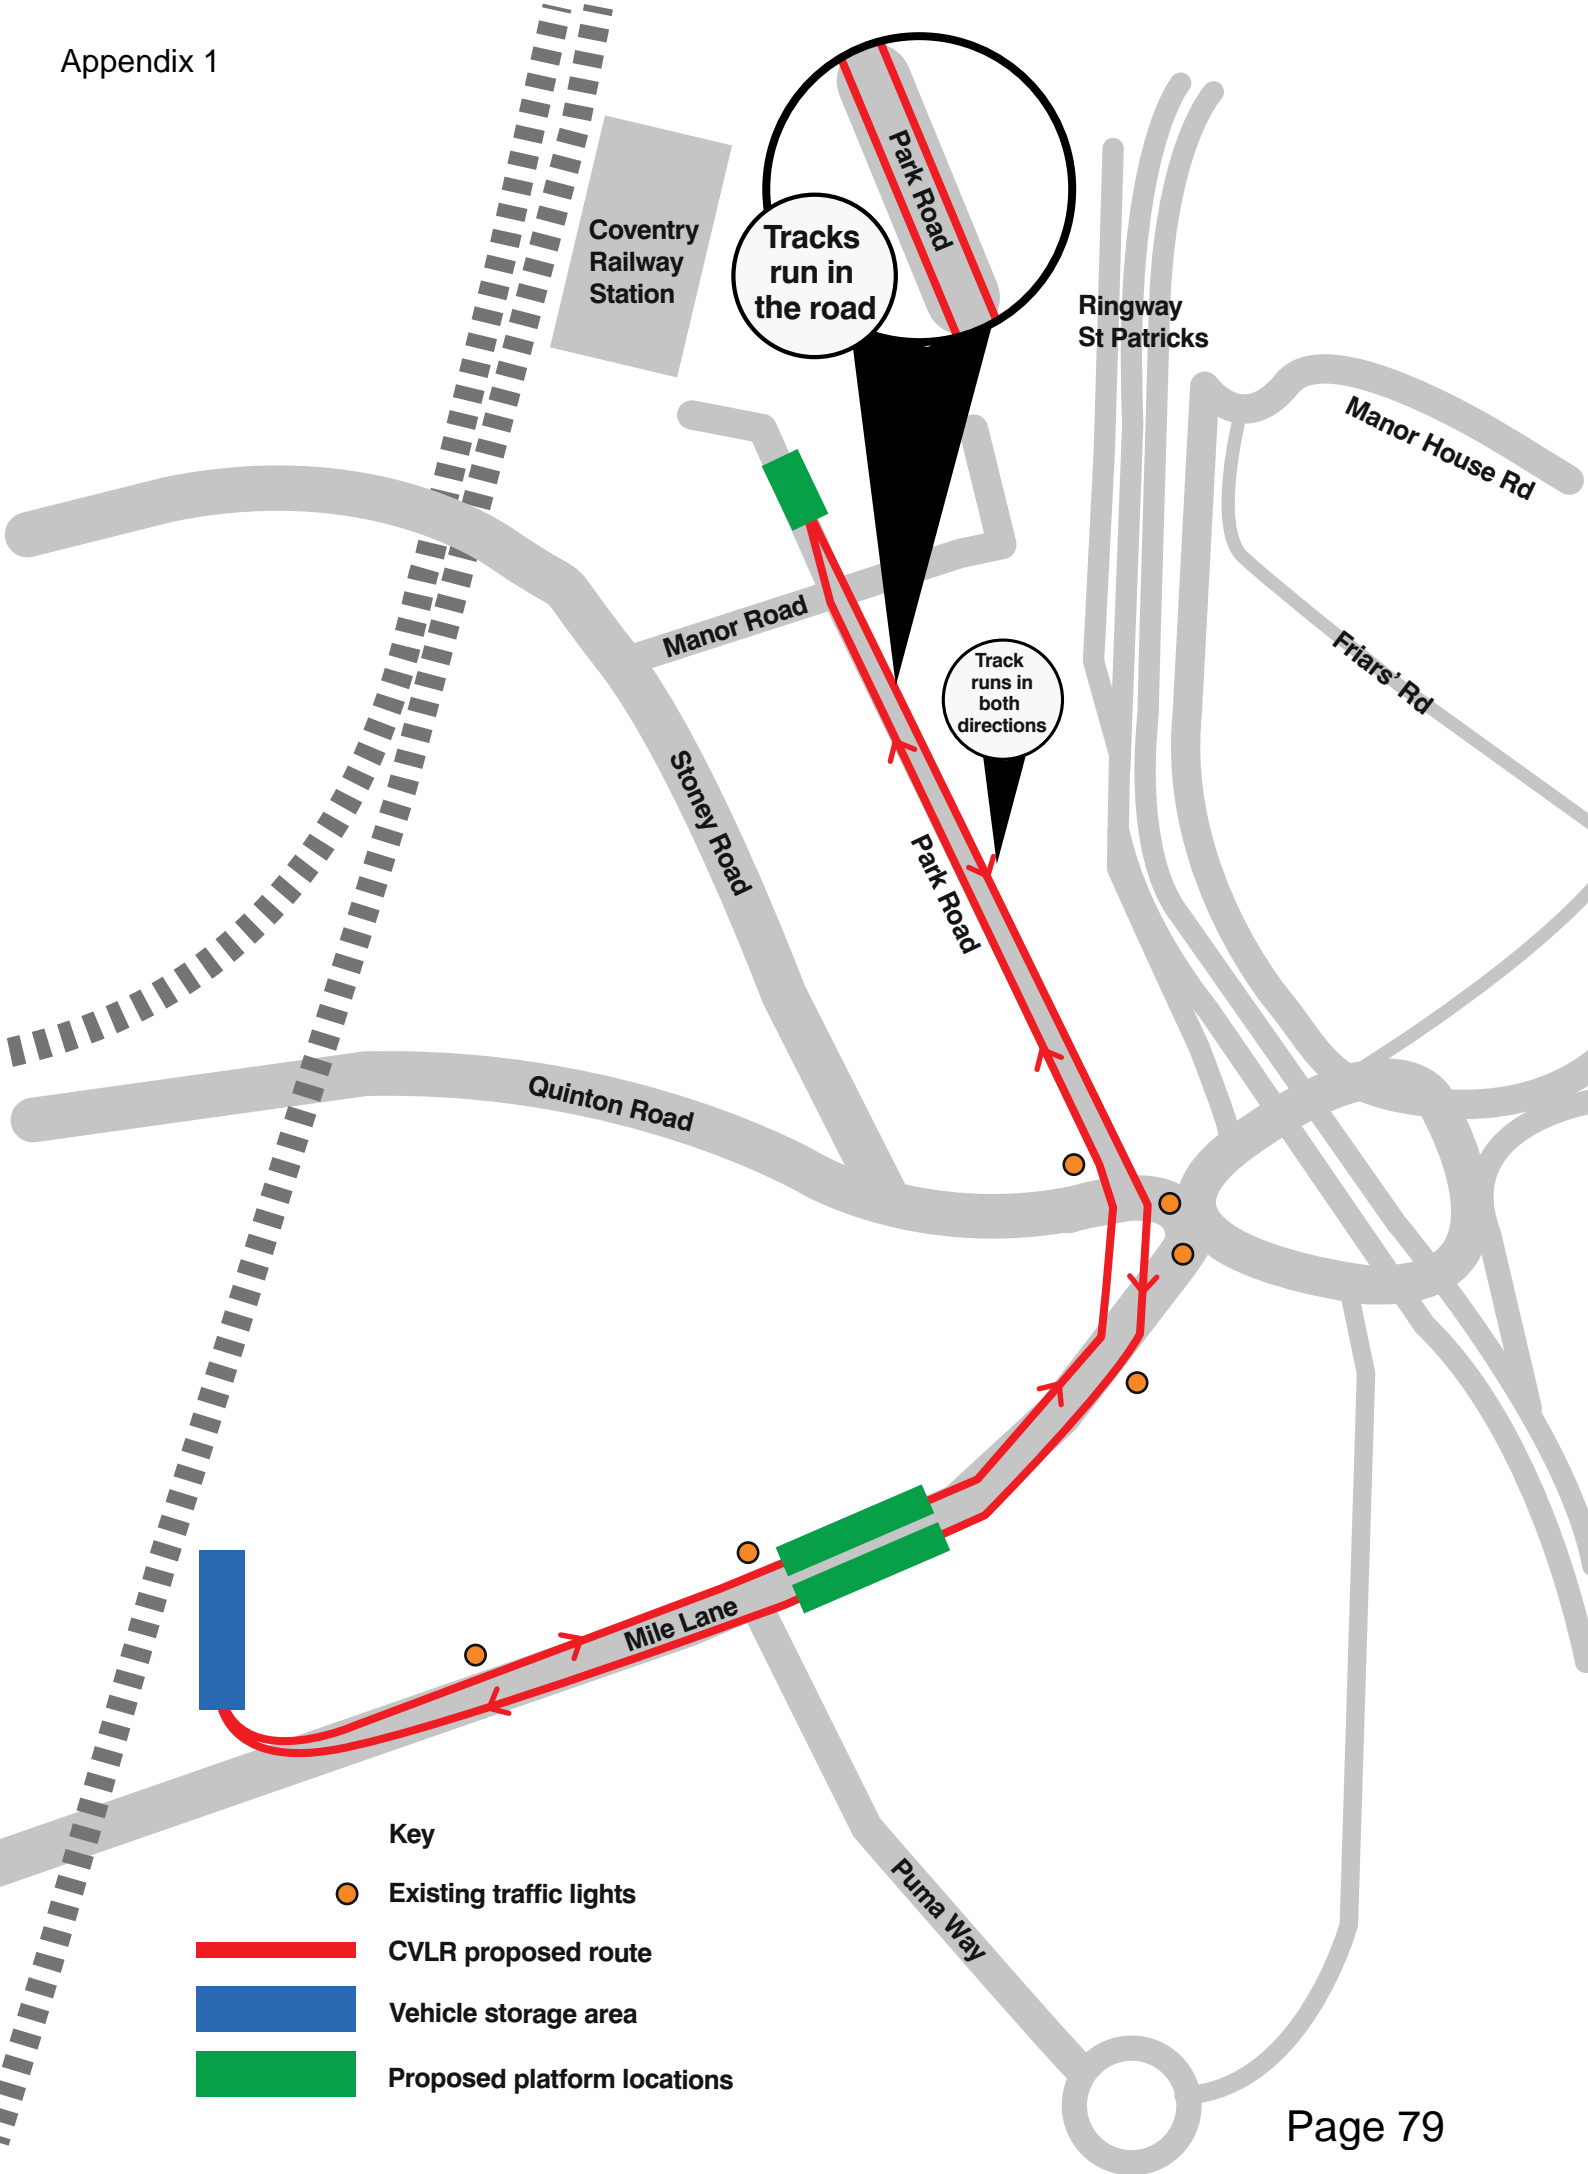 Appendix 1
Park Road
Coventry
Railway
Station
Tracks
run in
the road
Ringway
St Patricks
Manor House Rd
Manor Road
Friars' Rd
Track
runs in
both
directions
Stoney Road
Park Road
Quinton Road
Mile Lane
Puma Way
Key
Existing traffic lights
CVLR proposed route
Vehicle storage area
Proposed platform locations
Page 79